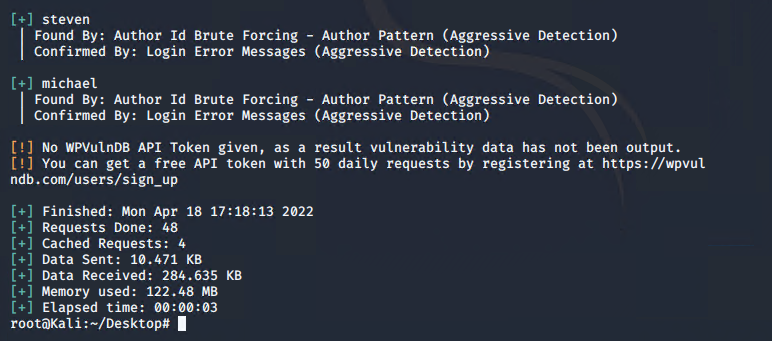 [+] steven
| Found By: Author Id Brute Forcing - Author Pattern (Aggressive Detection)
| Confirmed By: Login Error Messages (Aggressive Detection)
[+] michael
| Found By: Author Id Brute Forcing - Author Pattern (Aggressive Detection)
| Confirmed By: Login Error Messages (Aggressive Detection)
[!] No WPVulnDB API Token given, as a result vulnerability data has not been output.
[!] You can get a free API token with 50 daily requests by registering at https://wpvul
ndb.com/users/sign_up
[+] Finished: Mon Apr 18 17:18:13 2022
[+] Requests Done: 48
[+] Cached Requests: 4
[+] Data Sent: 10.471 KB
[+] Data Received: 284.635 KB
[+] Memory used: 122.48 MB
[+] Elapsed time: 00:00:03
root@Kali:~/Desktop#